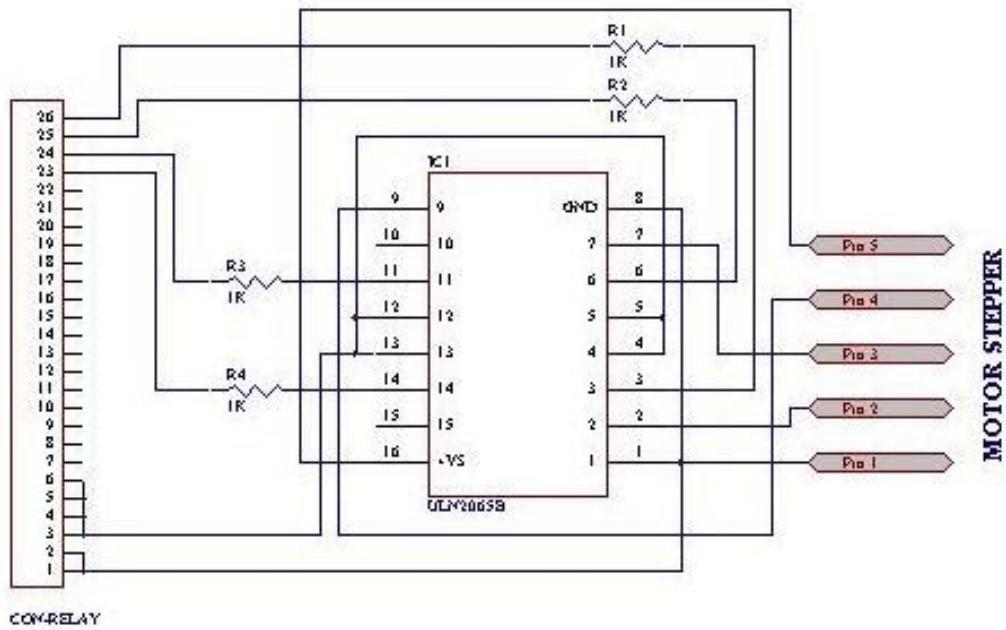 R1
1K
R2
1K
26
25
24
23
22
21
20
19
18
17
16
15
14
13
12
11
10
9
8
7
6
5
4
3
2
1
CON-RELAY
R3
1K
R4
1K
IC1
9 9 GND 8
10 10 7 7
11 11 6 6
12 12 5 5
13 13 4 4
14 14 3 3
15 15 2 2
16 +VS 1 1
ULN2065B
Pin 5
Pin 4
Pin 3
Pin 2
Pin 1
MOTOR STEPPER